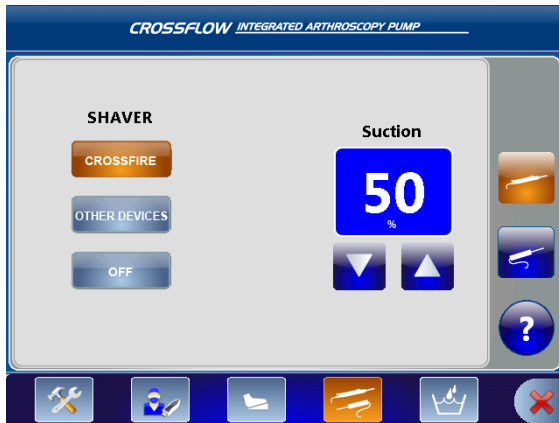 CROSSFLOW INTEGRATED ARTHROSCOPY PUMP
SHAVER
CROSSFIRE
OTHER DEVICES
OFF
Suction
50
%
?